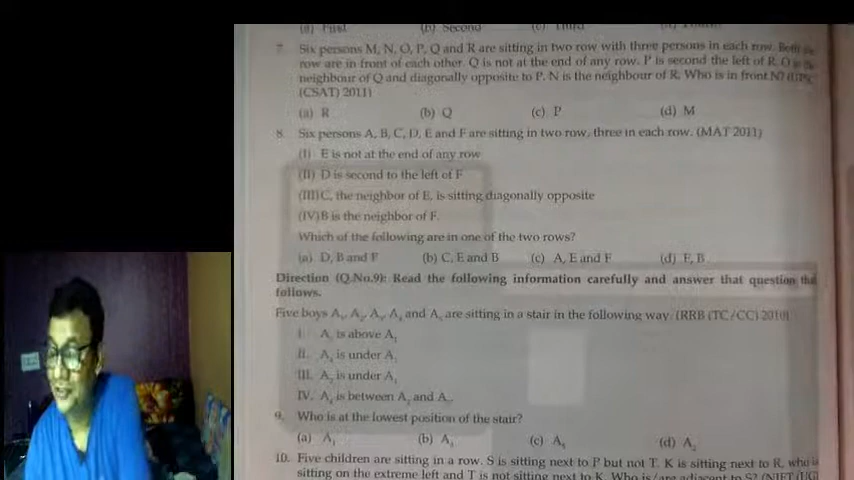 (a) First (b) Second (c) Third
7. Six persons M, N, O, P, Q and R are sitting in two row with three persons in each row. Both
row are in front of each other. Q is not at the end of any row. P is second the left of R. O is
neighbour of Q and diagonally opposite to P. N is the neighbour of R. Who is in front N?
(CSAT) 2011)
(a) R (b) Q (c) P (d) M
8. Six persons A, B, C, D, E and F are sitting in two row, three in each row. (MAT 2011)
(I) E is not at the end of any row
(II) D is second to the left of F
(III) C, the neighbor of E, is sitting diagonally opposite
(IV) B is the neighbor of F.
Which of the following are in one of the two rows?
(a) D, B and F (b) C, E and B (c) A, E and F (d) F, B
Direction (Q.No.9): Read the following information carefully and answer that question the
follows.
Five boys A₁, A₂, A₃, A₄ and A₅ are sitting in a stair in the following way. (RRB (TC/CC) 2010)
I. A is above A
II. A is under A
III. A is under A
IV. A is between A and A
9. Who is at the lowest position of the stair?
(a) A (b) A (c) A (d) A
10. Five children are sitting in a row. S is sitting next to P but not T. K is sitting next to R, who is
sitting on the extreme left and T is not sitting next to K. Who is/are adjacent to S?